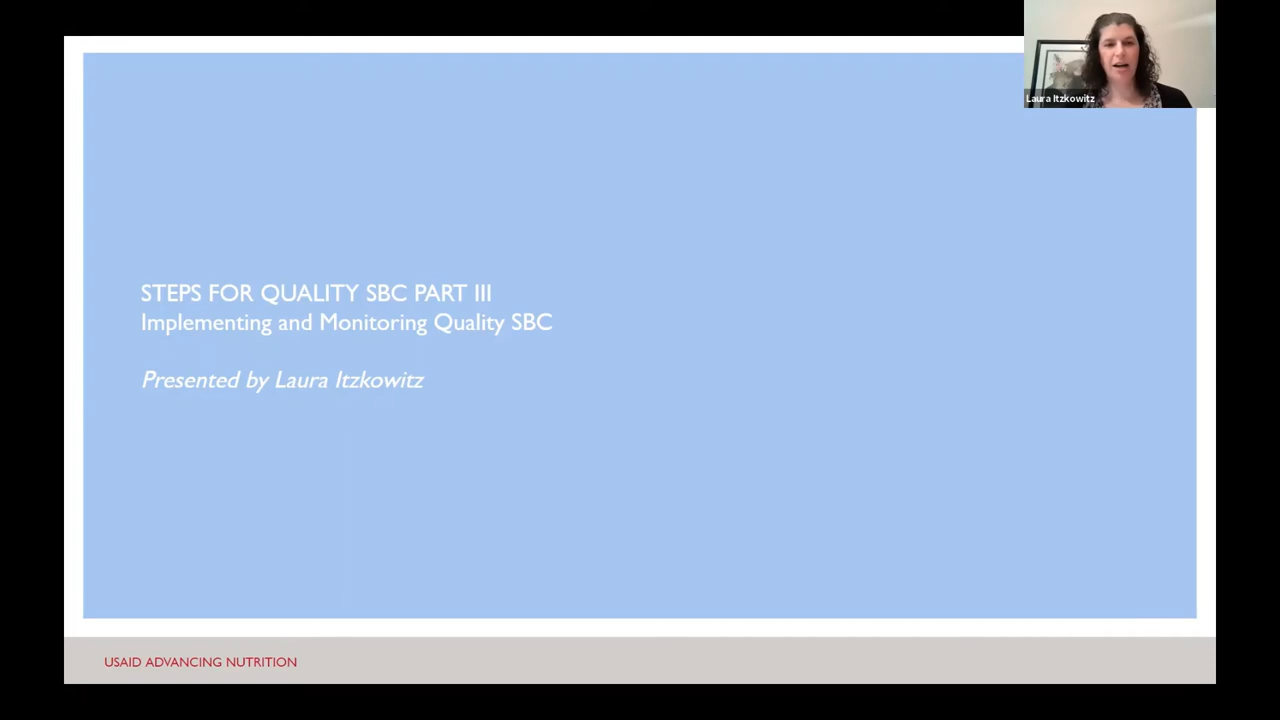 Laura Itzkowitz
STEPS FOR QUALITY SBC PART III
Implementing and Monitoring Quality SBC
Presented by Laura Itzkowitz
USAID ADVANCING NUTRITION